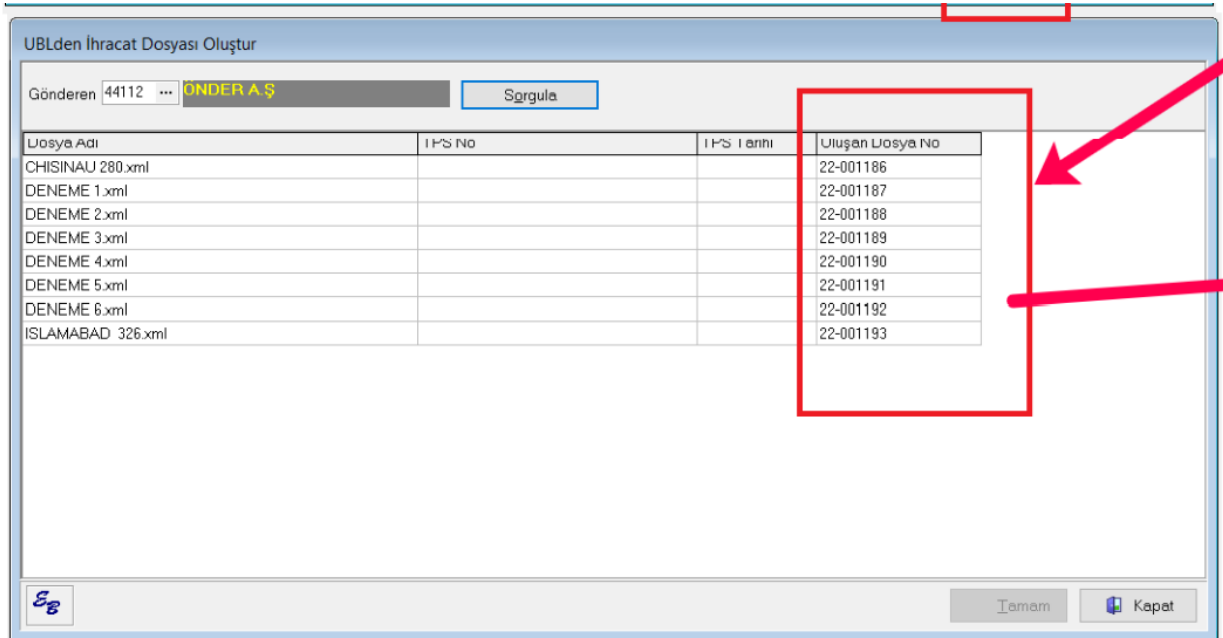 UBLden İhracat Dosyası Oluştur
Gönderen 44112 ... ÖNDER A.Ş Sorgula
Dosya Adı TPS No TPS Tarihi Oluşan Dosya No
CHISINAU 280.xml 22-001186
DENEME 1.xml 22-001187
DENEME 2.xml 22-001188
DENEME 3.xml 22-001189
DENEME 4.xml 22-001190
DENEME 5.xml 22-001191
DENEME 6.xml 22-001192
ISLAMABAD  326.xml 22-001193
EB Tamam Kapat